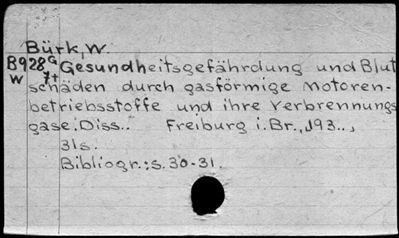 Bürk, W.
B928G Gesundheitsgefährdung und Blut
W 7+ schäden durch gasförmige Motoren-
betriebsstoffe und ihre Verbrennungs
gase. Diss.. Freiburg i. Br., 193..,
31s.
Bibliogr.: s. 30-31.